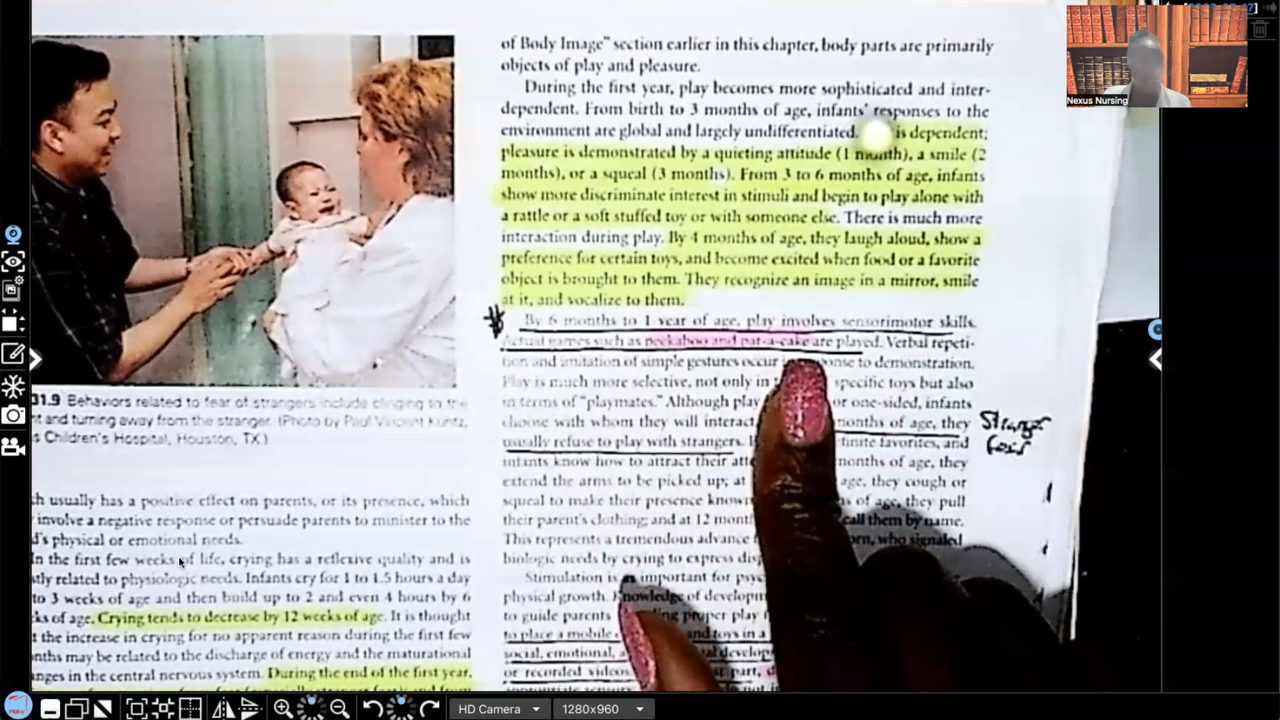 of Body Image" section earlier in this chapter, body parts are primarily
objects of play and pleasure.
During the first year, play becomes more sophisticated and inter-
dependent. From birth to 3 months of age, infants' responses to the
environment are global and largely undifferentiated. is dependent;
pleasure is demonstrated by a quieting attitude (1 month), a smile (2
months), or a squeal (3 months). From 3 to 6 months of age, infants
show more discriminate interest in stimuli and begin to play alone with
a rattle or a soft stuffed toy or with someone else. There is much more
interaction during play. By 4 months of age, they laugh aloud, show a
preference for certain toys, and become excited when food or a favorite
object is brought to them. They recognize an image in a mirror, smile
at it, and vocalize to them.
By 6 months to 1 year of age, play involves sensorimotor skills.
Actual games such as peekaboo and pat-a-cake are played. Verbal repeti-
tion and imitation of simple gestures occur in response to demonstration.
Play is much more selective, not only in specific toys but also
in terms of "playmates." Although play or one-sided, infants
choose with whom they will interact. months of age, they
usually refuse to play with strangers. favorites, and
infants know how to attract their months of age, they
extend the arms to be picked up; at age, they cough or
squeal to make their presence known of age, they pull
their parent's clothing; and at 12 call them by name.
This represents a tremendous advance who signaled
biologic needs by crying to express
Stimulation is important for
physical growth. Knowledge of
to guide parents proper play
to place a mobile and toys in a
social, emotional,
or recorded videos. part,
Stranger
fear
31.9 Behaviors related to fear of strangers include clinging to the
t and turning away from the stranger. (Photo by Paul Vincent Kuntz,
s Children's Hospital, Houston, TX.)
ch usually has a positive effect on parents, or its presence, which
involve a negative response or persuade parents to minister to the
d's physical or emotional needs.
In the first few weeks of life, crying has a reflexive quality and is
stly related to physiologic needs. Infants cry for 1 to 1.5 hours a day
to 3 weeks of age and then build up to 2 and even 4 hours by 6
ks of age. Crying tends to decrease by 12 weeks of age. It is thought
t the increase in crying for no apparent reason during the first few
nths may be related to the discharge of energy and the maturational
anges in the central nervous system. During the end of the first year,
Nexus Nursing
HD Camera
1280x960